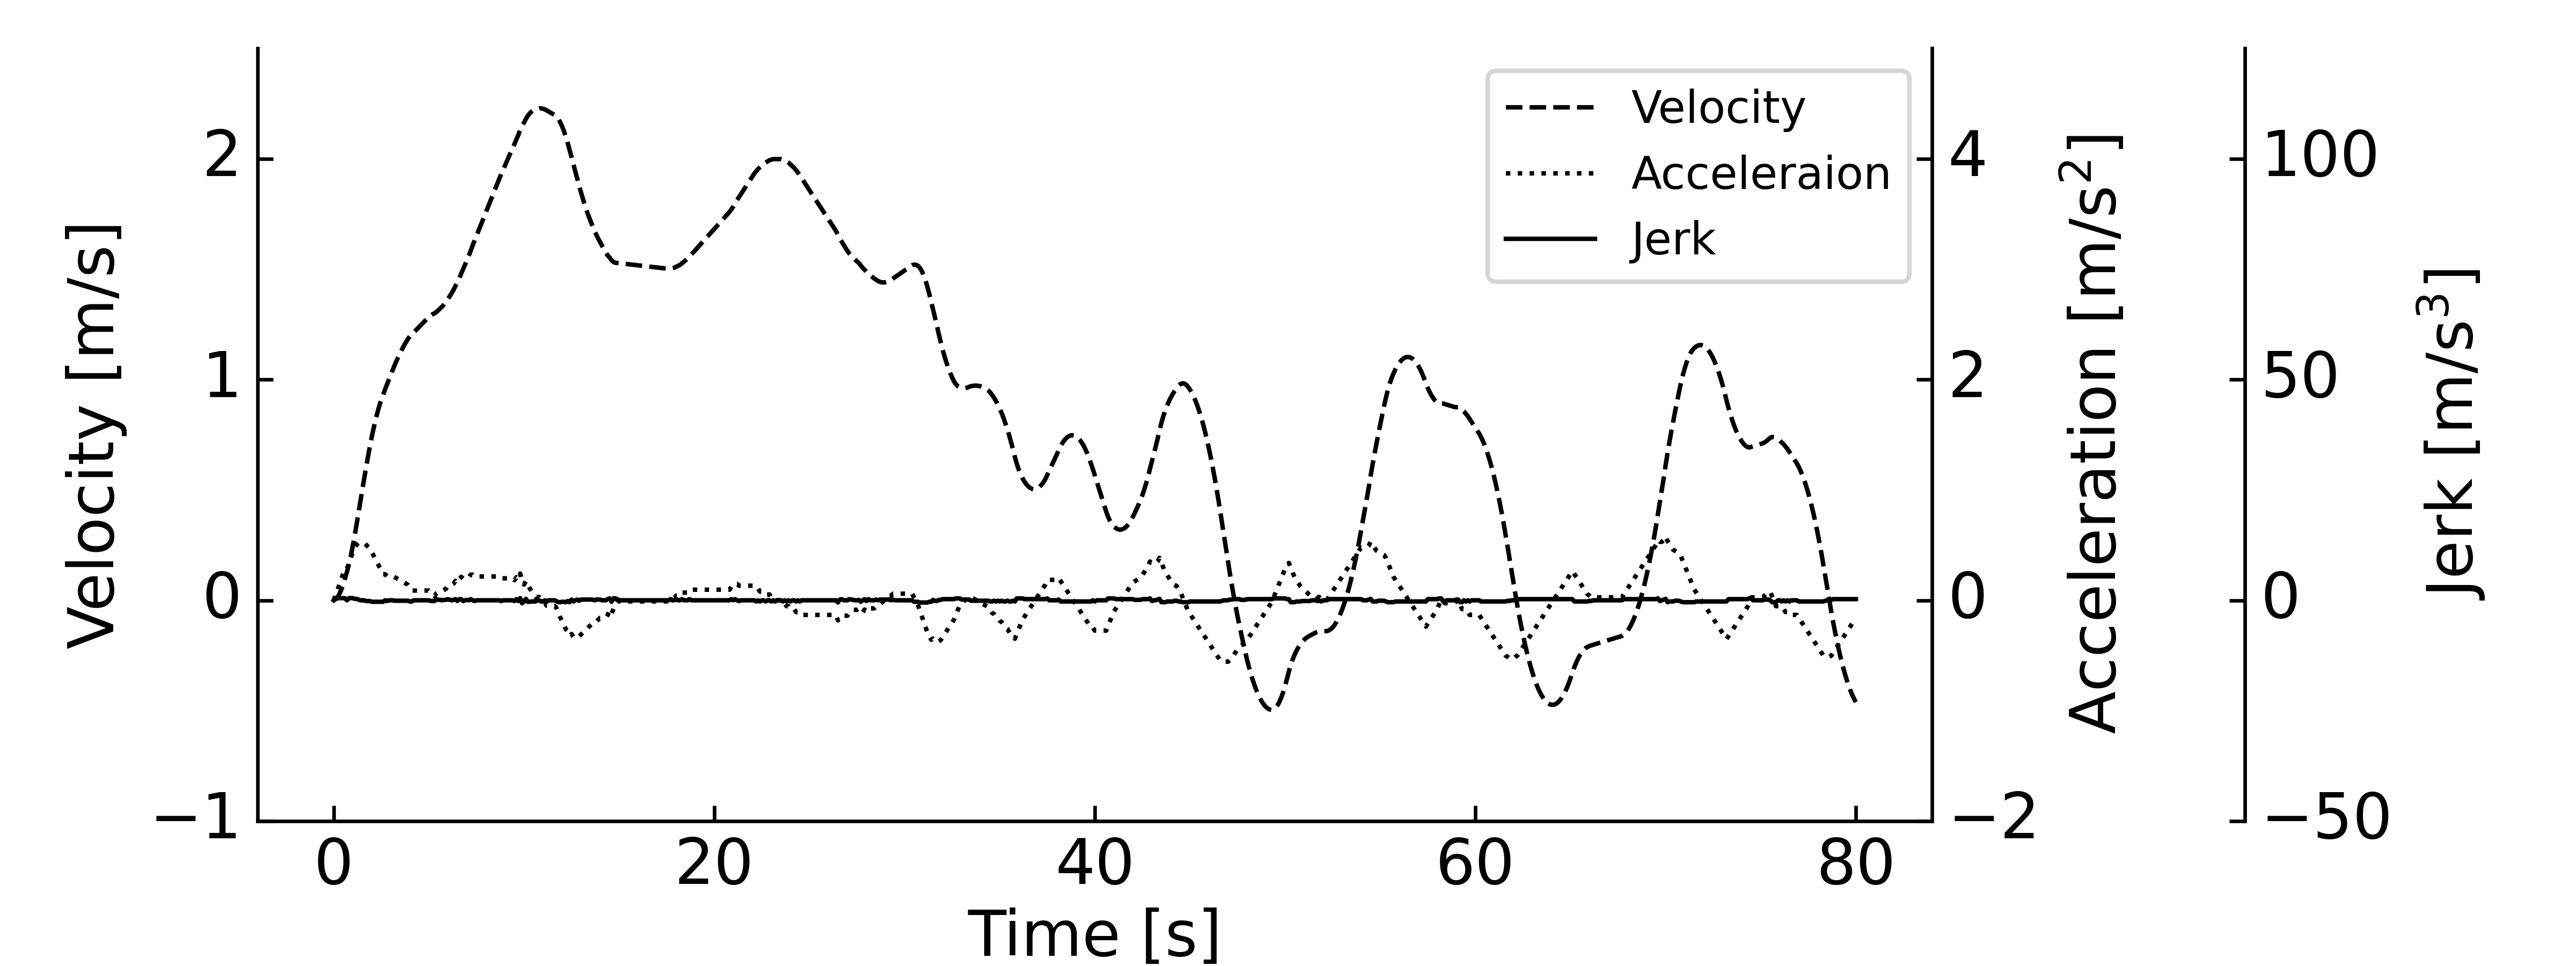 Velocity [m/s]
2
1
0
−1
0 20 40 60 80
Time [s]
Velocity
Acceleraion
Jerk
4
2
0
−2
Acceleration [m/s²]
100
50
0
−50
Jerk [m/s³]